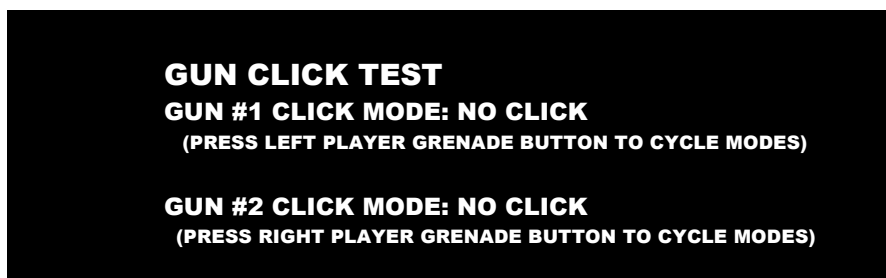 GUN CLICK TEST
GUN #1 CLICK MODE: NO CLICK
(PRESS LEFT PLAYER GRENADE BUTTON TO CYCLE MODES)
GUN #2 CLICK MODE: NO CLICK
(PRESS RIGHT PLAYER GRENADE BUTTON TO CYCLE MODES)